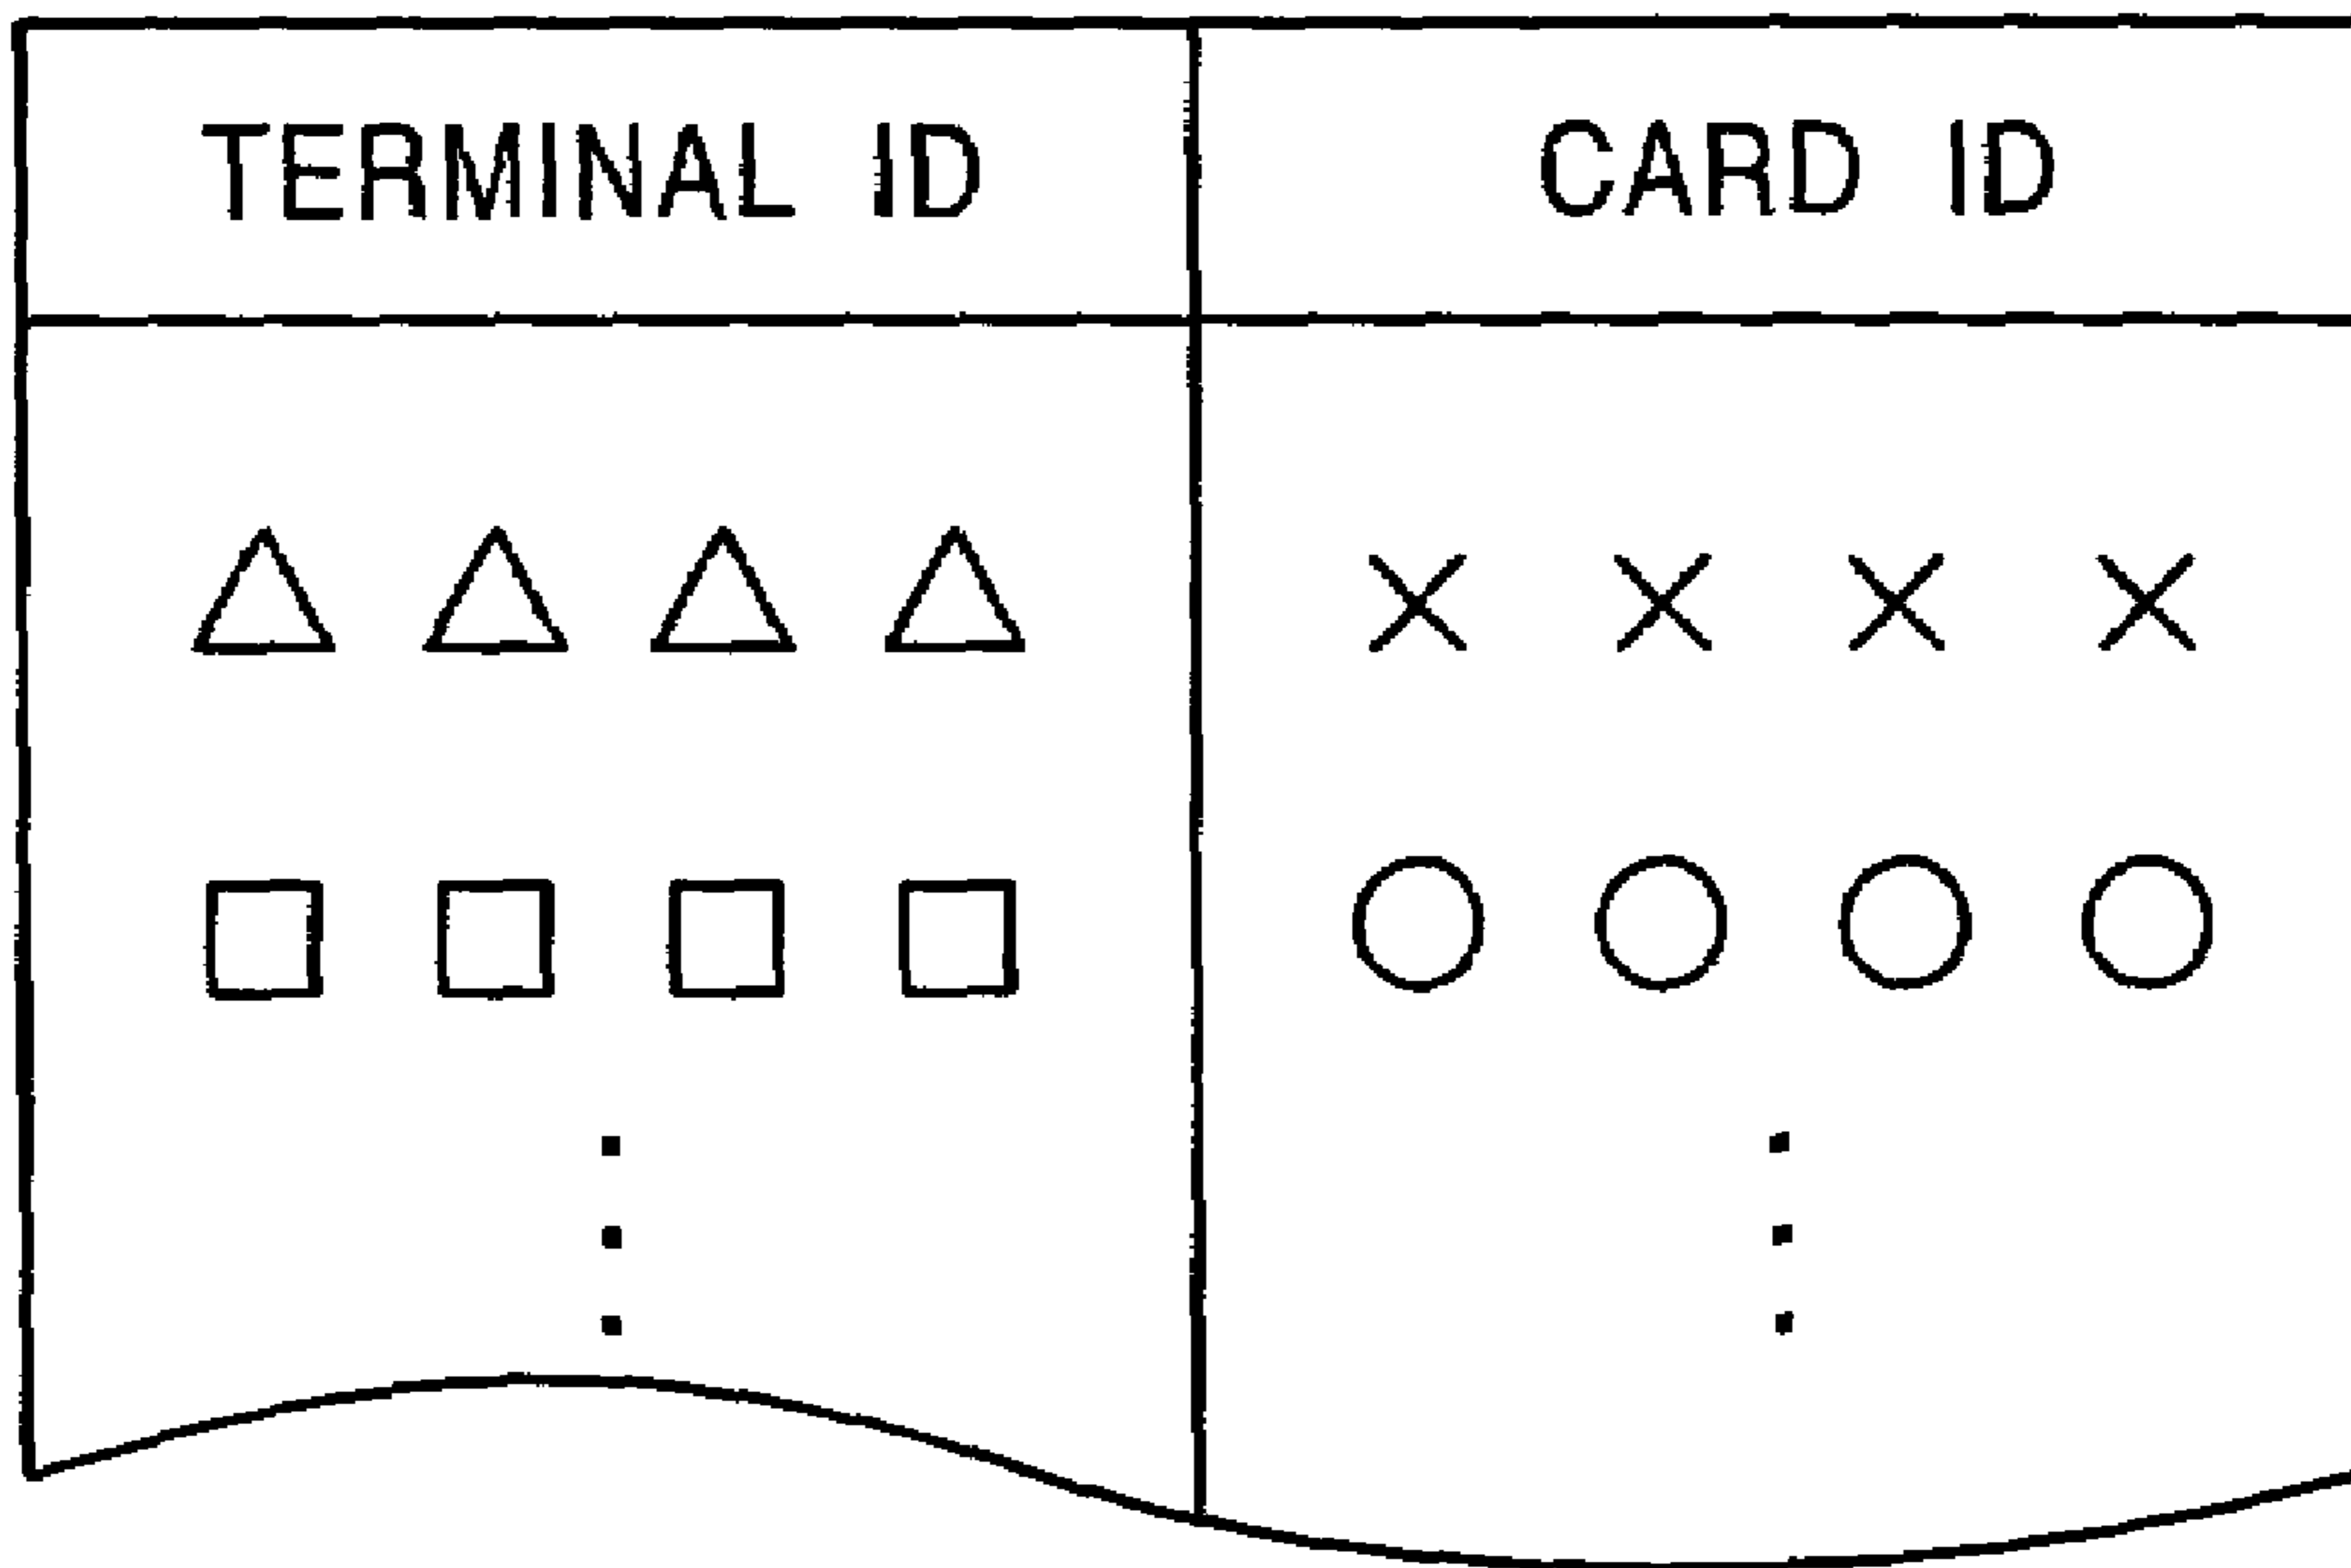 TERMINAL ID CARD ID
△ △ △ △ × × × ×
□ □ □ □ ○ ○ ○ ○